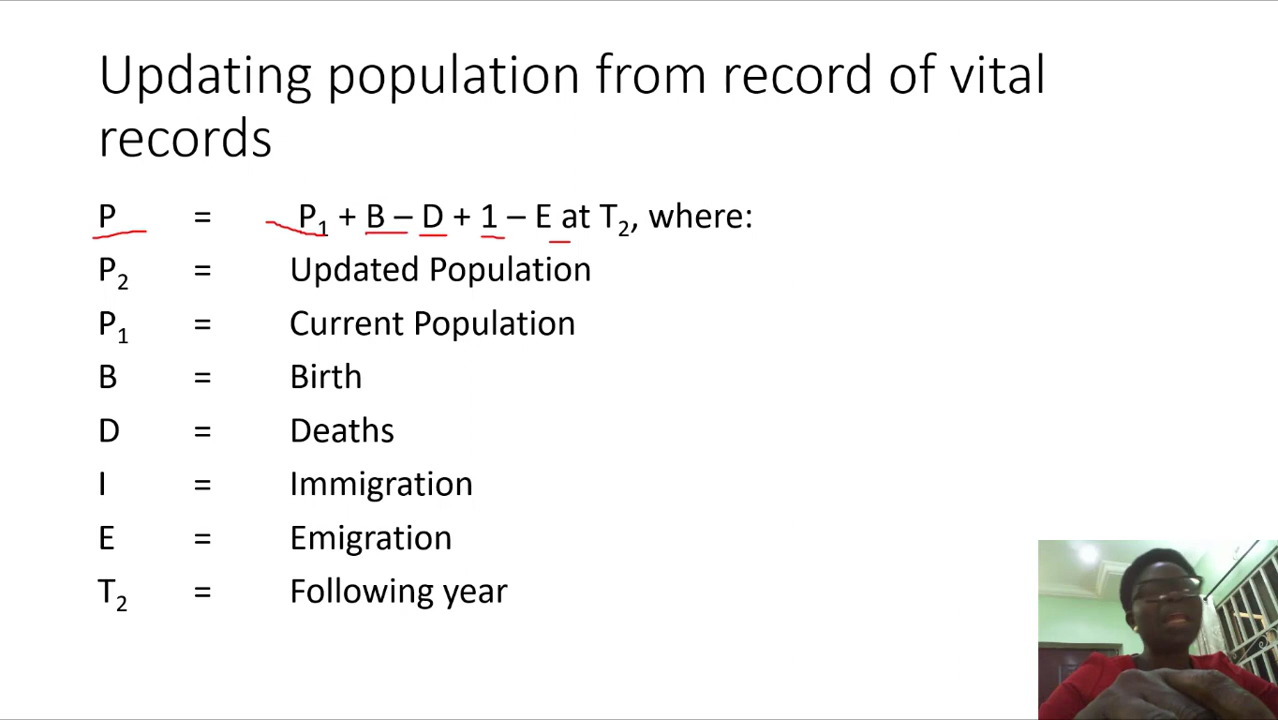 Updating population from record of vital
records
P = P₁ + B – D + 1 – E at T₂, where:
P₂ = Updated Population
P₁ = Current Population
B = Birth
D = Deaths
I = Immigration
E = Emigration
T₂ = Following year